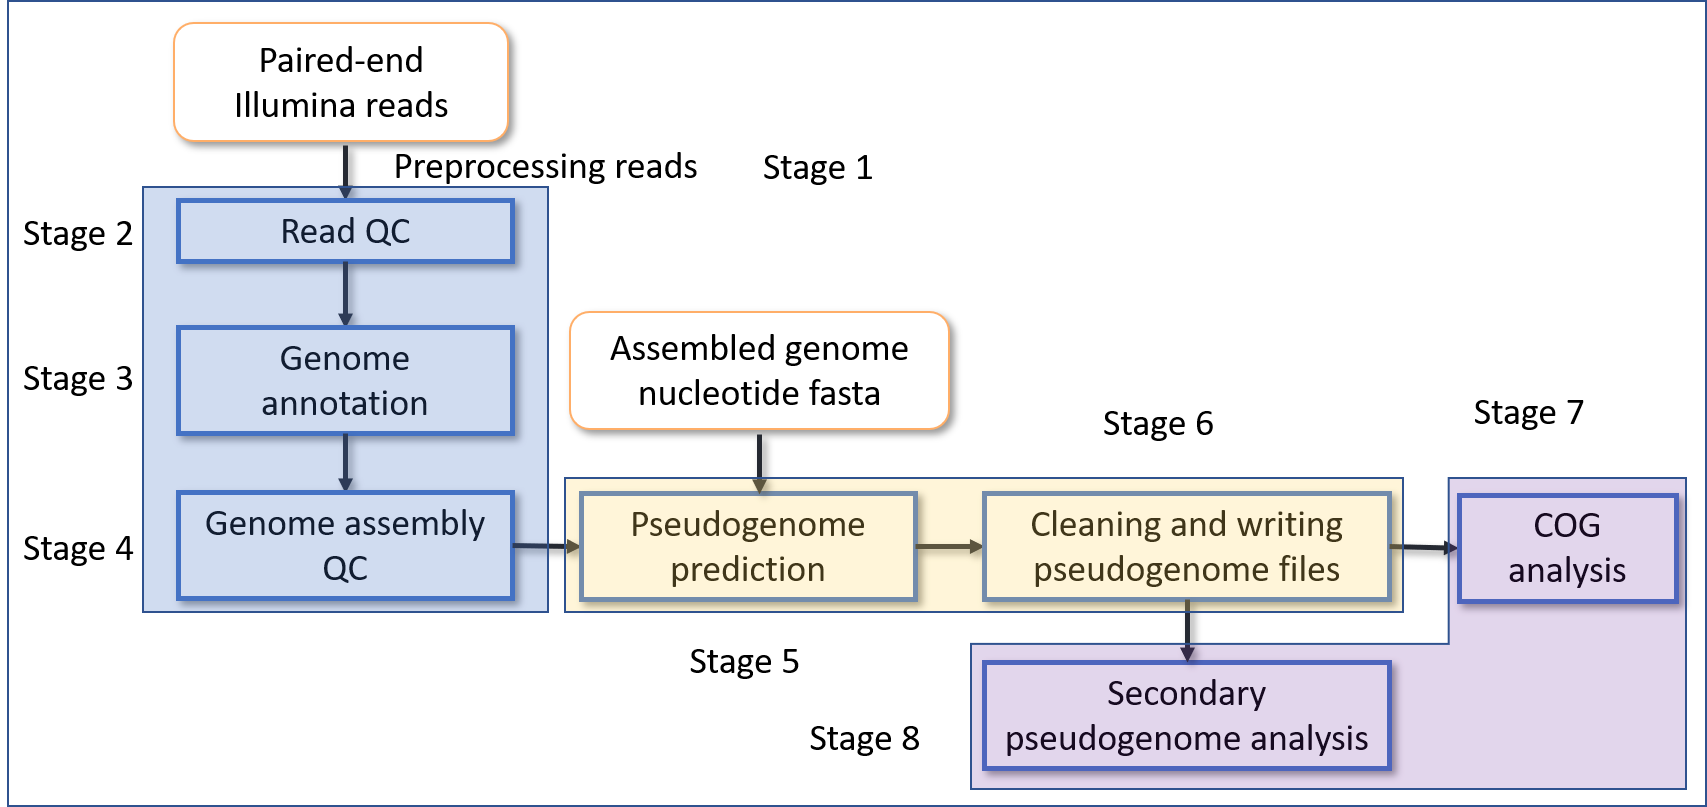 Paired-end
Illumina reads
Preprocessing reads
Stage 1
Stage 2
Read QC
Stage 3
Genome
annotation
Assembled genome
nucleotide fasta
Stage 4
Genome assembly
QC
Pseudogenome
prediction
Stage 5
Stage 6
Cleaning and writing
pseudogenome files
Stage 7
COG
analysis
Stage 8
Secondary
pseudogenome analysis